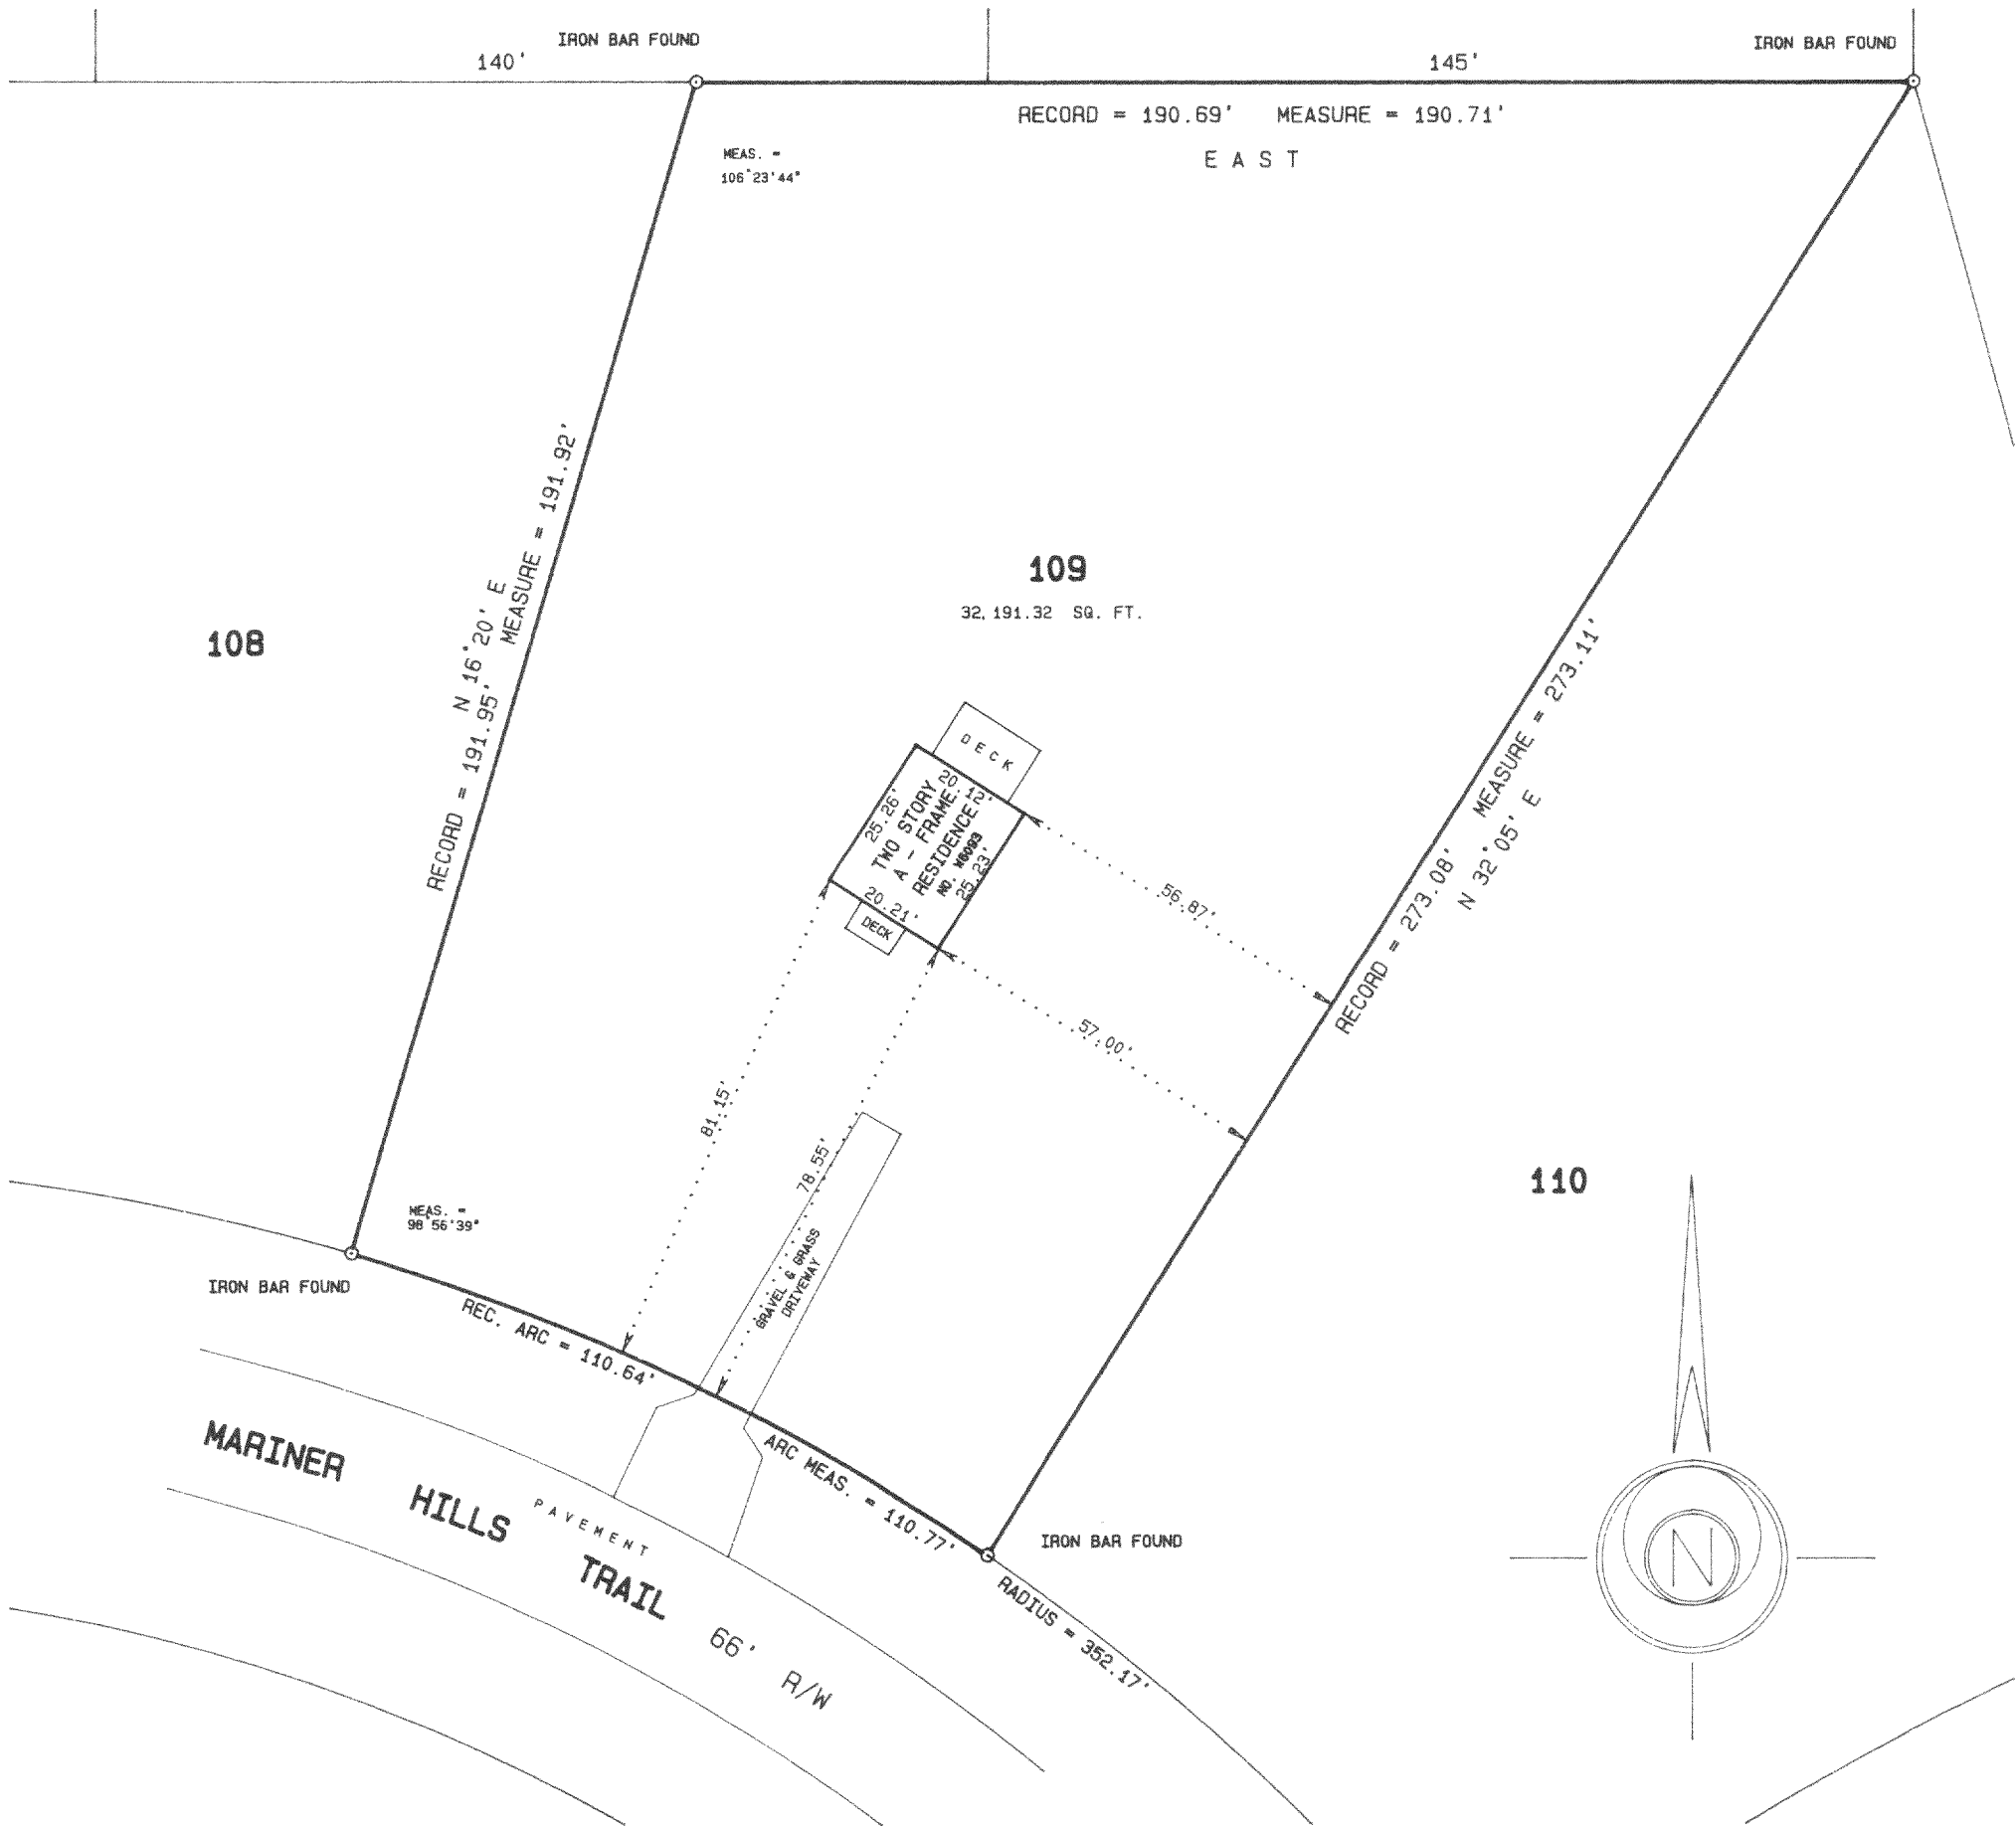 IRON BAR FOUND
IRON BAR FOUND
140'
145'
RECORD = 190.69' MEASURE = 190.71'
EAST
MEAS. =
106°23'44"
N 16°20' E
RECORD = 191.95' MEASURE = 191.92'
108
109
32,191.32 SQ. FT.
DECK
20.12'
25.26'
TWO STORY
A - FRAME
RESIDENCE
NO. W5093
25.23'
20.21'
DECK
56.87'
57.00'
RECORD = 273.08' MEASURE = 273.11'
N 32°05' E
81.15'
78.55'
GRAVEL & GRASS
DRIVEWAY
110
MEAS. =
98°56'39"
IRON BAR FOUND
REC. ARC = 110.64'
ARC MEAS. = 110.77'
IRON BAR FOUND
RADIUS = 352.17'
MARINER HILLS TRAIL 66' R/W
PAVEMENT
N